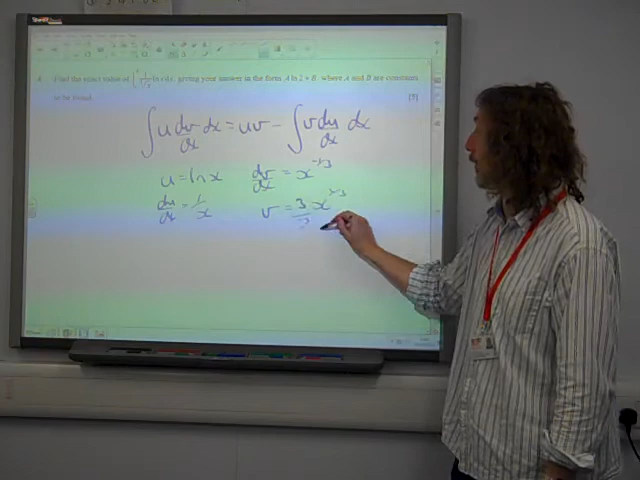 Find the exact value of ∫ 1/∛x ln x dx, giving your answer in the form A ln 2 + B where A and B are constants
to be found. [5]
∫ u dv/dx dx = uv - ∫ v du/dx dx
u = ln x dv/dx = x^-1/3
du/dx = 1/x v = 3/2 x^2/3